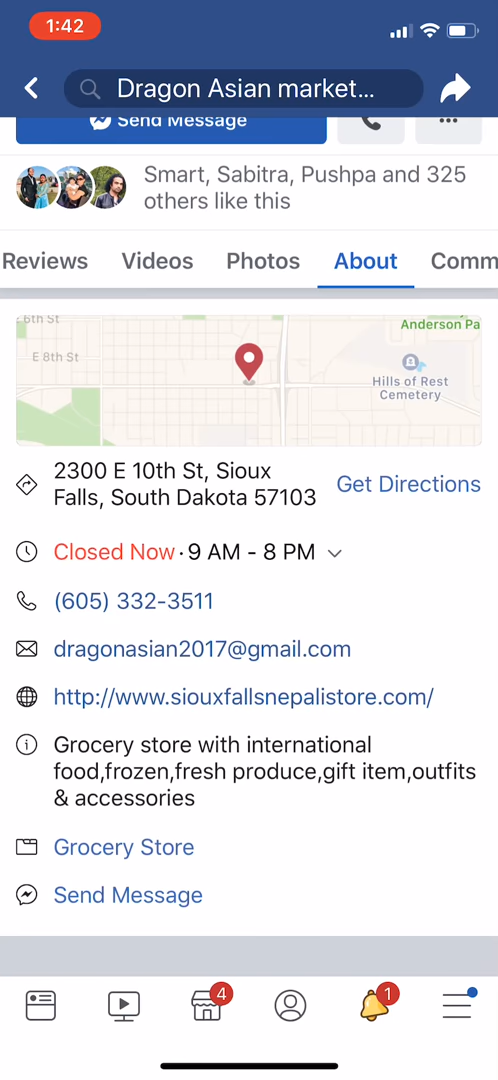 1:42
Dragon Asian market...
Send Message
Smart, Sabitra, Pushpa and 325
others like this
Reviews Videos Photos About Comm
6th St
Anderson Pa
E 8th St
Hills of Rest
Cemetery
2300 E 10th St, Sioux
Falls, South Dakota 57103
Get Directions
Closed Now · 9 AM - 8 PM
(605) 332-3511
dragonasian2017@gmail.com
http://www.siouxfallsnepalistore.com/
Grocery store with international
food,frozen,fresh produce,gift item,outfits
& accessories
Grocery Store
Send Message
4
1